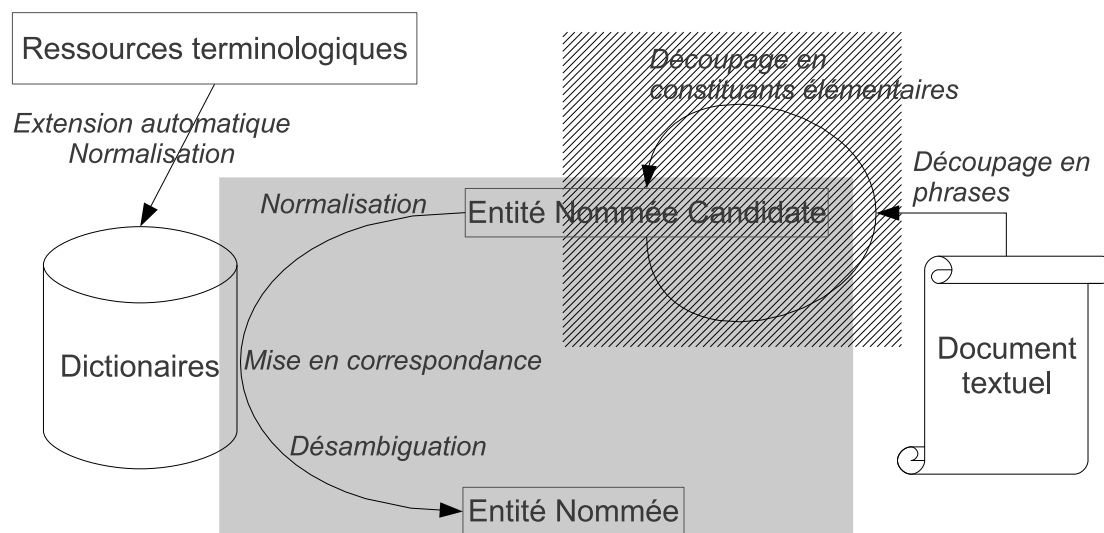 Ressources terminologiques
Extension automatique
Normalisation
Découpage en
constituants élémentaires
Découpage en
phrases
Normalisation
Entité Nommée Candidate
Dictionaires
Mise en correspondance
Document
textuel
Désambiguation
Entité Nommée